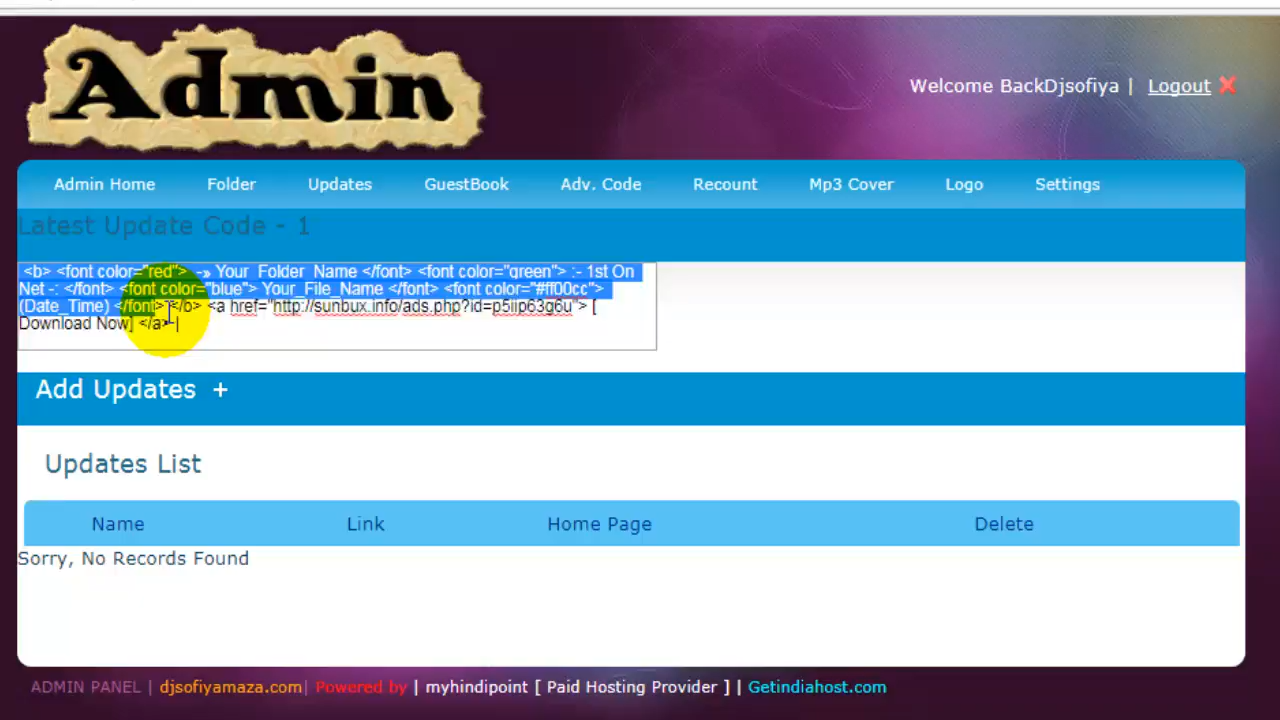 Admin
Welcome BackDjsofiya | Logout
Admin Home Folder Updates GuestBook Adv. Code Recount Mp3 Cover Logo Settings
Latest Update Code - 1
<b> <font color="red"> -» Your_Folder_Name </font> <font color="green"> :- 1st On
Net -: </font> <font color="blue"> Your_File_Name </font> <font color="#ff00cc">
(Date_Time) </font> </b> <a href="http://sunbux.info/ads.php?id=p5iip63g6u"> [
Download Now] </a> |
Add Updates +
Updates List
Name Link Home Page Delete
Sorry, No Records Found
ADMIN PANEL | djsofiyamaza.com| Powered by | myhindipoint [ Paid Hosting Provider ] | Getindiahost.com